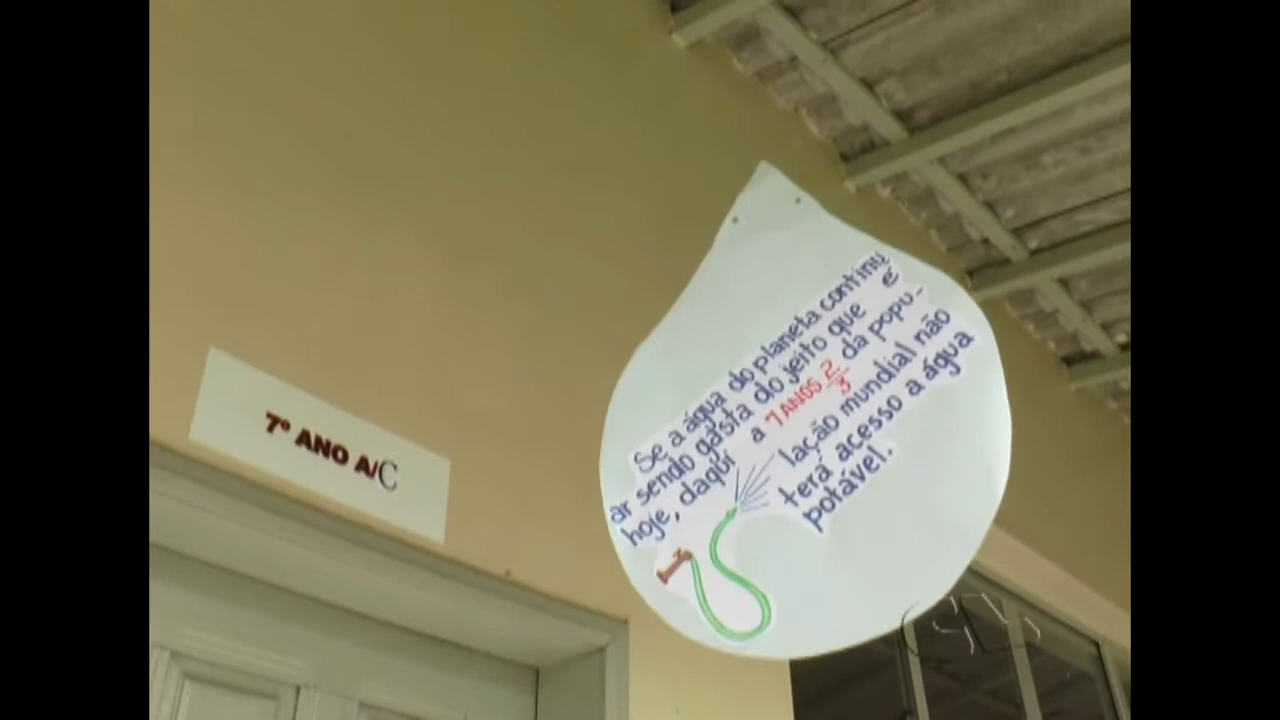 7º ANO A/C
Se a água do planeta continu
ar sendo gasta do jeito que é
hoje, daqui a 7 ANOS 2/3 da popu-
lação mundial não
terá acesso a água
potável.